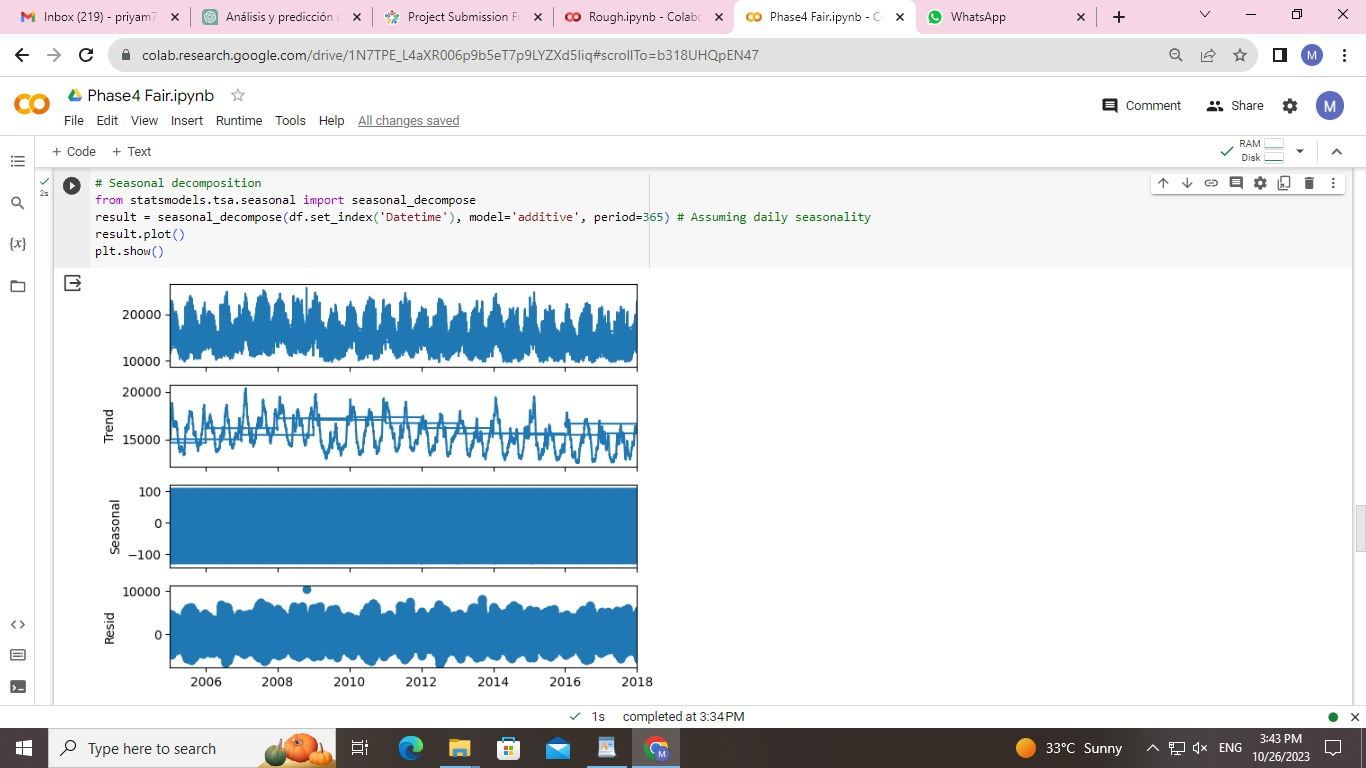 Inbox (219) - priyam7
Análisis y predicción d
Project Submission Fo
Rough.ipynb - Colabo
Phase4 Fair.ipynb - Co
WhatsApp
colab.research.google.com/drive/1N7TPE_L4aXR006p9b5eT7p9LYZXd5liq#scrollTo=b318UHQpEN47
M
Phase4 Fair.ipynb
Comment
Share
M
File Edit View Insert Runtime Tools Help All changes saved
+ Code + Text
RAM
Disk
2s
# Seasonal decomposition
from statsmodels.tsa.seasonal import seasonal_decompose
result = seasonal_decompose(df.set_index('Datetime'), model='additive', period=365) # Assuming daily seasonality
result.plot()
plt.show()
{x}
20000
10000
20000
15000
Trend
100
0
−100
Seasonal
10000
0
Resid
2006 2008 2010 2012 2014 2016 2018
1s completed at 3:34 PM
Type here to search
M
33°C Sunny
ENG
3:43 PM
10/26/2023